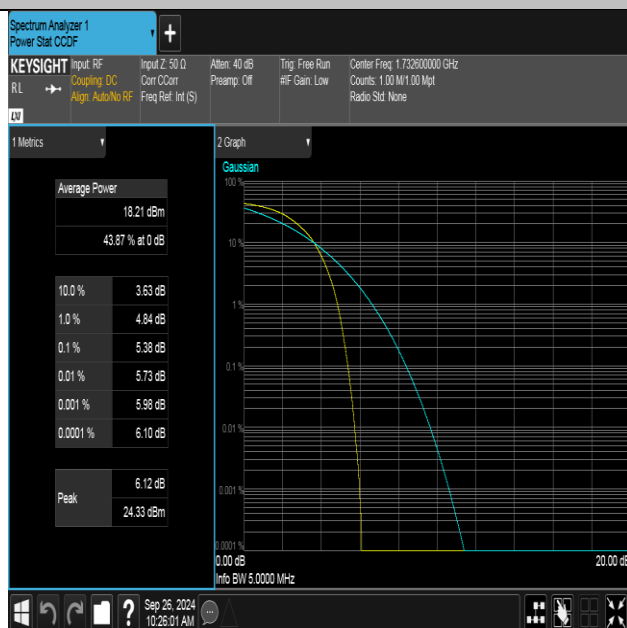 Spectrum Analyzer 1
Power Stat CCDF
+
KEYSIGHT
RL
LXI
Input: RF
Coupling: DC
Align: Auto/No RF
Input Z: 50 Ω
Corr CCorr
Freq Ref: Int (S)
Atten: 40 dB
Preamp: Off
Trig: Free Run
#IF Gain: Low
Center Freq: 1.732600000 GHz
Counts: 1.00 M/1.00 Mpt
Radio Std: None
1 Metrics
Average Power
18.21 dBm
43.87 % at 0 dB
10.0 % 3.63 dB
1.0 % 4.84 dB
0.1 % 5.38 dB
0.01 % 5.73 dB
0.001 % 5.98 dB
0.0001 % 6.10 dB
Peak
6.12 dB
24.33 dBm
2 Graph
Gaussian
100 %
10 %
1 %
0.1 %
0.01 %
0.001 %
0.0001 %
0.00 dB 20.00 dB
Info BW 5.0000 MHz
?
Sep 26, 2024
10:26:01 AM